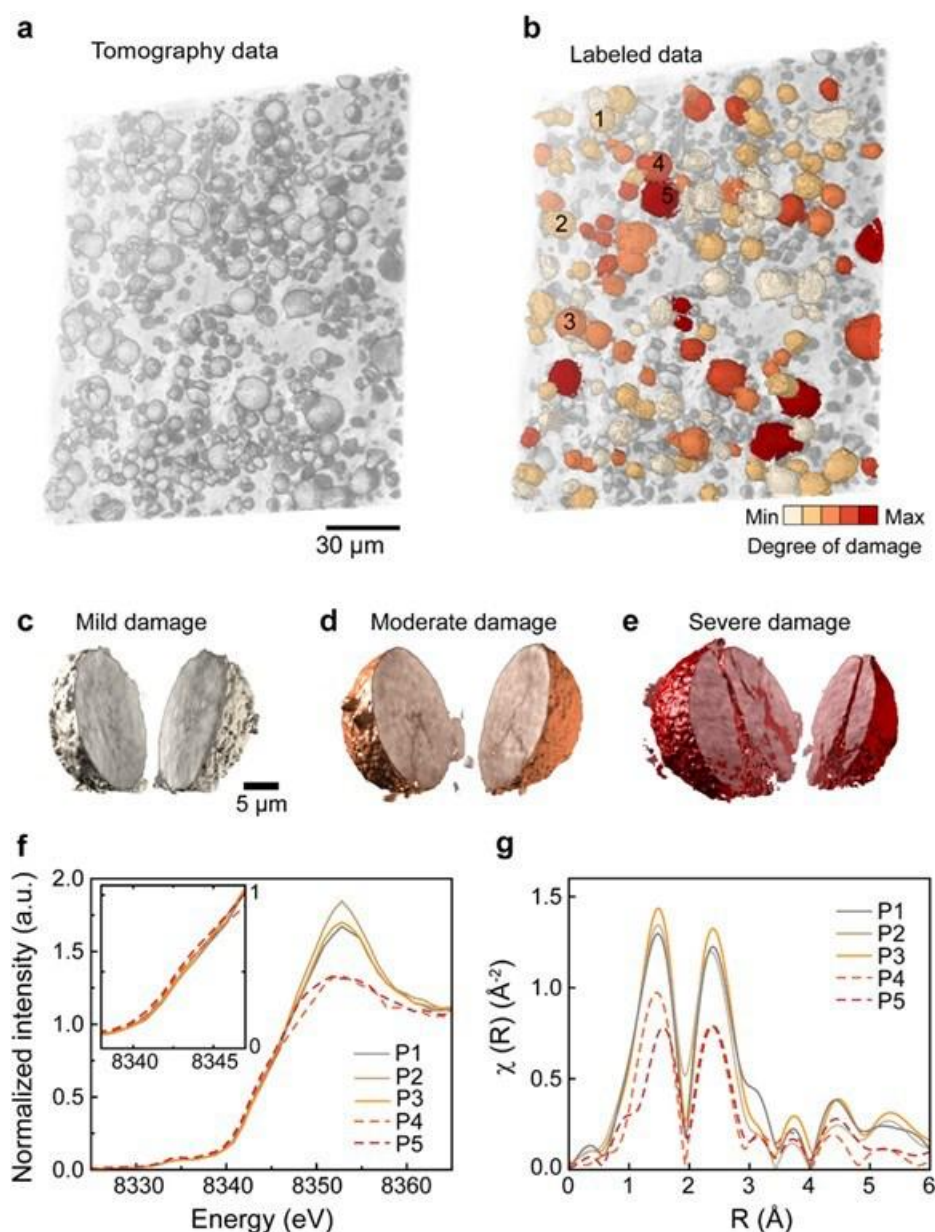 a
Tomography data
30 μm
b
Labeled data
1
4
5
2
3
Min Max
Degree of damage
c Mild damage
5 μm
d Moderate damage
e Severe damage
f
Normalized intensity (a.u.)
2.0
1.5
1.0
0.5
0.0
1
0
8340 8345
P1
P2
P3
P4
P5
8330 8340 8350 8360
Energy (eV)
g
χ (R) (Å⁻²)
1.5
1.0
0.5
0.0
P1
P2
P3
P4
P5
0 1 2 3 4 5 6
R (Å)